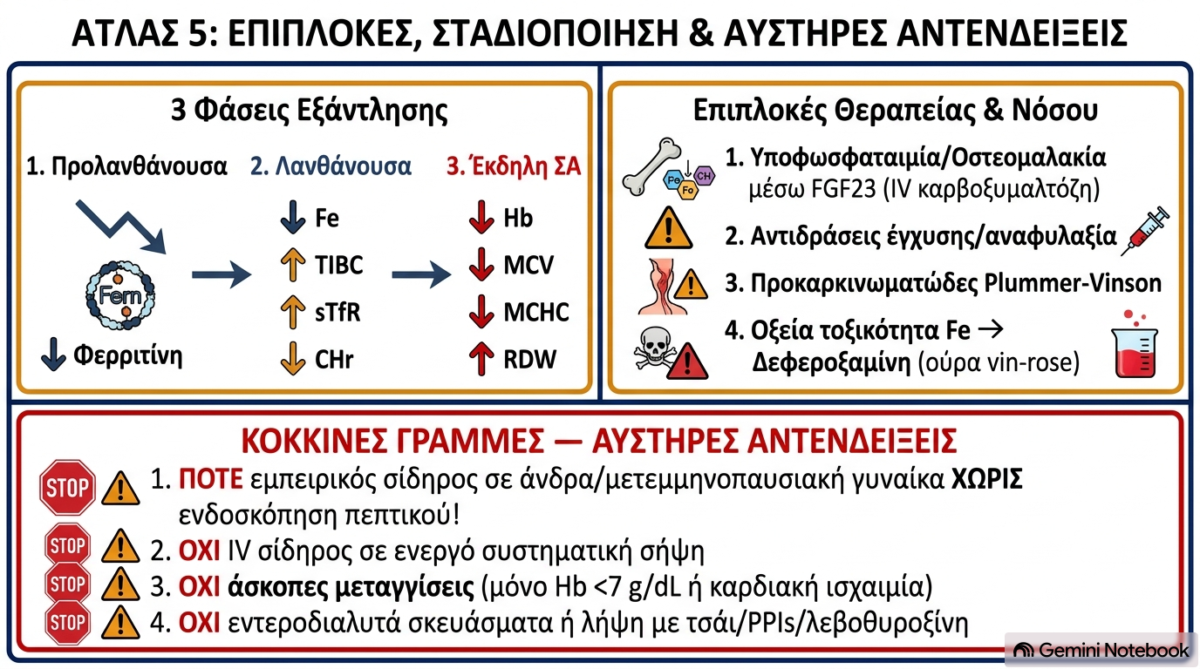 ΑΤΛΑΣ 5: ΕΠΙΠΛΟΚΕΣ, ΣΤΑΔΙΟΠΟΙΗΣΗ & ΑΥΣΤΗΡΕΣ ΑΝΤΕΝΔΕΙΞΕΙΣ
3 Φάσεις Εξάντλησης
1. Προλανθάνουσα
Fern
Φερριτίνη
2. Λανθάνουσα
Fe
TIBC
sTfR
CHr
3. Έκδηλη ΣΑ
Hb
MCV
MCHC
RDW
Επιπλοκές Θεραπείας & Νόσου
Fe
Fe
CH
1. Υποφωσφαταιμία/Οστεομαλακία
μέσω FGF23 (IV καρβοξυμαλτόζη)
2. Αντιδράσεις έγχυσης/αναφυλαξία
3. Προκαρκινωματώδες Plummer-Vinson
4. Οξεία τοξικότητα Fe →
Δεφεροξαμίνη (ούρα vin-rose)
ΚΟΚΚΙΝΕΣ ΓΡΑΜΜΕΣ — ΑΥΣΤΗΡΕΣ ΑΝΤΕΝΔΕΙΞΕΙΣ
STOP 1. ΠΟΤΕ εμπειρικός σίδηρος σε άνδρα/μετεμμηνοπαυσιακή γυναίκα ΧΩΡΙΣ
ενδοσκόπηση πεπτικού!
STOP 2. ΟΧΙ IV σίδηρος σε ενεργό συστηματική σήψη
STOP 3. ΟΧΙ άσκοπες μεταγγίσεις (μόνο Hb <7 g/dL ή καρδιακή ισχαιμία)
STOP 4. ΟΧΙ εντεροδιαλυτά σκευάσματα ή λήψη με τσάι/PPIs/λεβοθυροξίνη
Gemini Notebook